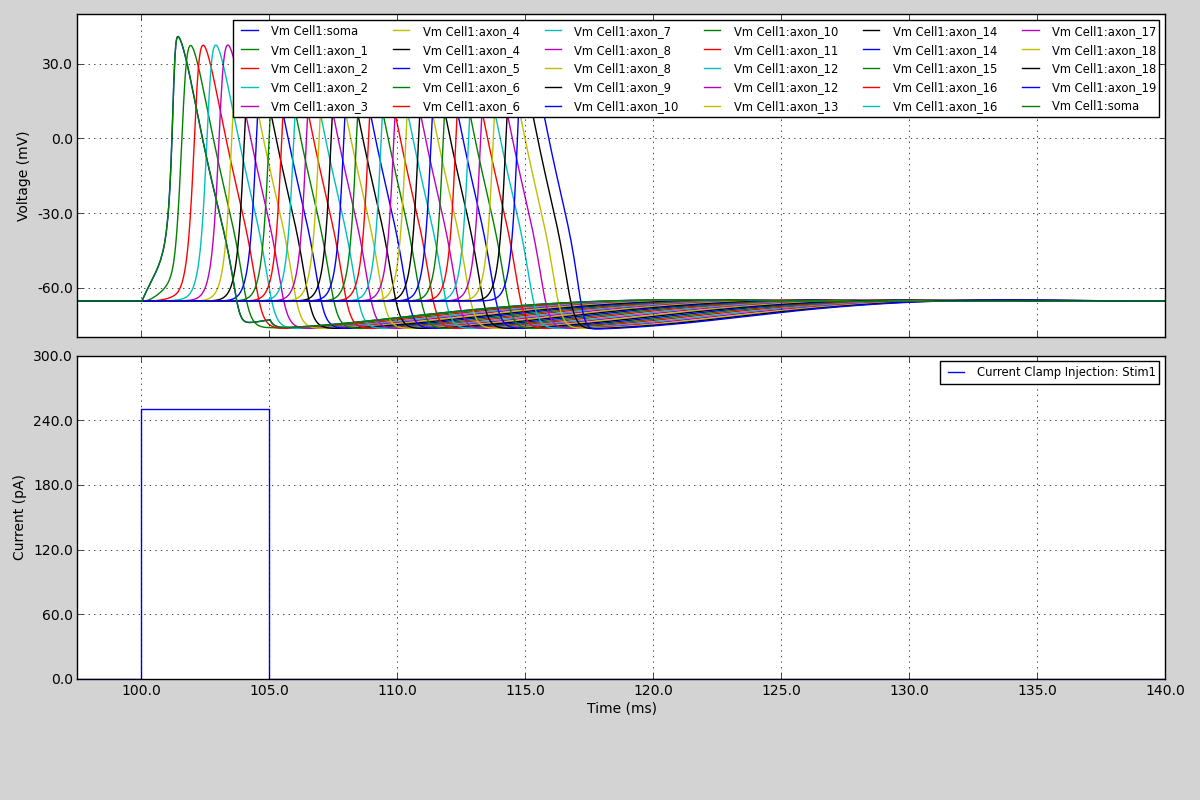 30.0
0.0
-30.0
-60.0
Voltage (mV)
Vm Cell1:soma
Vm Cell1:axon_1
Vm Cell1:axon_2
Vm Cell1:axon_2
Vm Cell1:axon_3
Vm Cell1:axon_4
Vm Cell1:axon_4
Vm Cell1:axon_5
Vm Cell1:axon_6
Vm Cell1:axon_6
Vm Cell1:axon_7
Vm Cell1:axon_8
Vm Cell1:axon_8
Vm Cell1:axon_9
Vm Cell1:axon_10
Vm Cell1:axon_10
Vm Cell1:axon_11
Vm Cell1:axon_12
Vm Cell1:axon_12
Vm Cell1:axon_13
Vm Cell1:axon_14
Vm Cell1:axon_14
Vm Cell1:axon_15
Vm Cell1:axon_16
Vm Cell1:axon_16
Vm Cell1:axon_17
Vm Cell1:axon_18
Vm Cell1:axon_18
Vm Cell1:axon_19
Vm Cell1:soma
300.0
240.0
180.0
120.0
60.0
0.0
Current (pA)
Current Clamp Injection: Stim1
100.0 105.0 110.0 115.0 120.0 125.0 130.0 135.0 140.0
Time (ms)